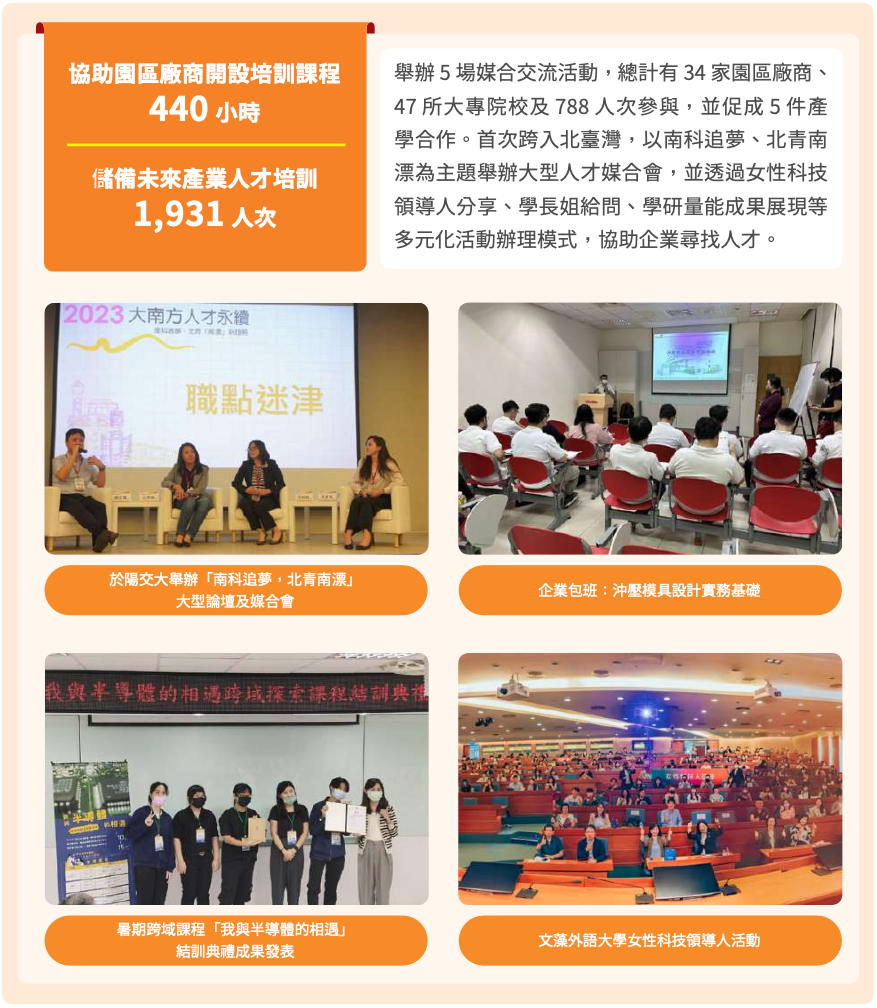 協助園區廠商開設培訓課程
440 小時
儲備未來產業人才培訓
1,931 人次
舉辦 5 場媒合交流活動，總計有 34 家園區廠商、
47 所大專院校及 788 人次參與，並促成 5 件產
學合作。首次跨入北臺灣，以南科追夢、北青南
漂為主題舉辦大型人才媒合會，並透過女性科技
領導人分享、學長姐給問、學研量能成果展現等
多元化活動辦理模式，協助企業尋找人才。
2023 大南方人才永續
職點迷津
於陽交大舉辦「南科追夢，北青南漂」
大型論壇及媒合會
企業包班：沖壓模具設計實務基礎
我與半導體的相遇跨域探索課程結訓典禮
半導體
的相遇
暑期跨域課程「我與半導體的相遇」
結訓典禮成果發表
文藻外語大學女性科技領導人活動